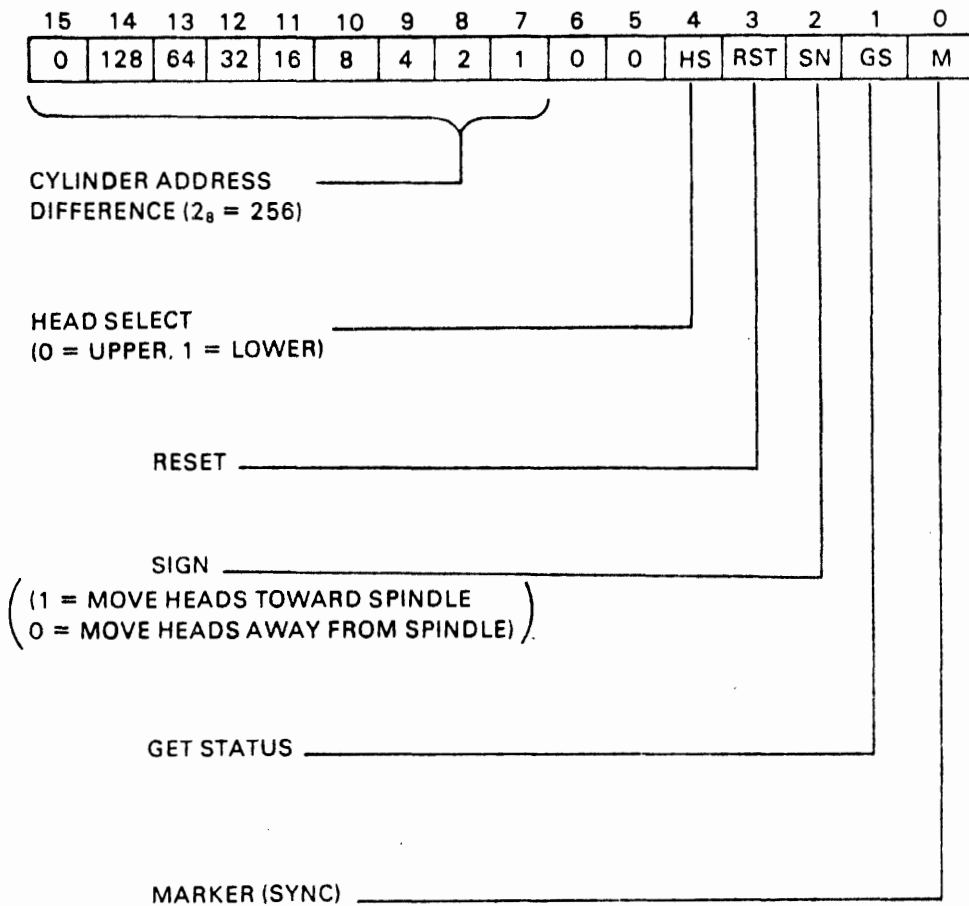 15 14 13 12 11 10 9 8 7 6 5 4 3 2 1 0
0 128 64 32 16 8 4 2 1 0 0 HS RST SN GS M
CYLINDER ADDRESS
DIFFERENCE (2₈ = 256)
HEAD SELECT
(0 = UPPER, 1 = LOWER)
RESET
SIGN
(1 = MOVE HEADS TOWARD SPINDLE
0 = MOVE HEADS AWAY FROM SPINDLE)
GET STATUS
MARKER (SYNC)